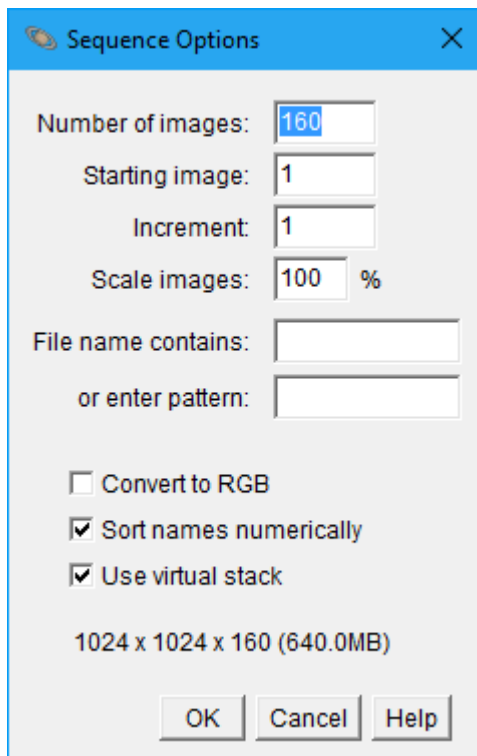 Sequence Options
Number of images: 160
Starting image: 1
Increment: 1
Scale images: 100 %
File name contains:
or enter pattern:
Convert to RGB
Sort names numerically
Use virtual stack
1024 x 1024 x 160 (640.0MB)
OK Cancel Help